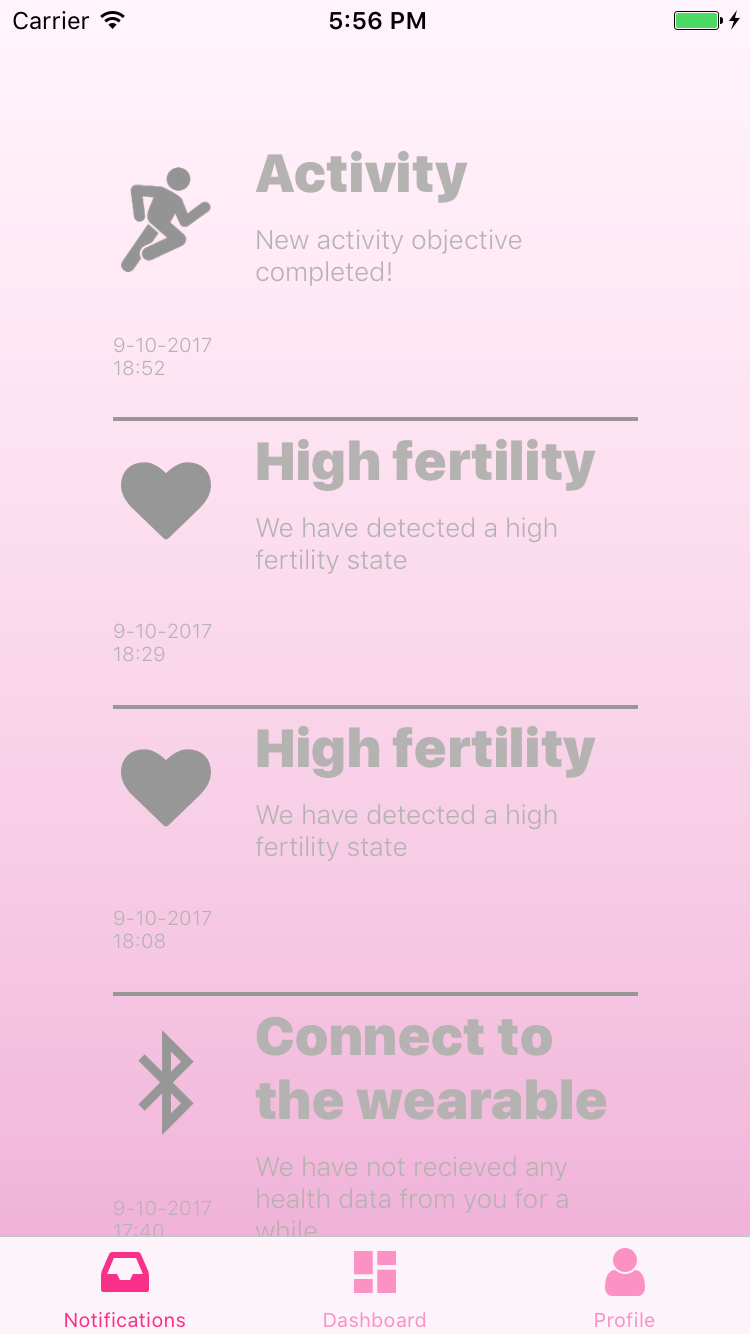 Carrier 5:56 PM
Activity
New activity objective
completed!
9-10-2017
18:52
High fertility
We have detected a high
fertility state
9-10-2017
18:29
High fertility
We have detected a high
fertility state
9-10-2017
18:08
Connect to
the wearable
We have not recieved any
health data from you for a
while
9-10-2017
17:40
Notifications Dashboard Profile